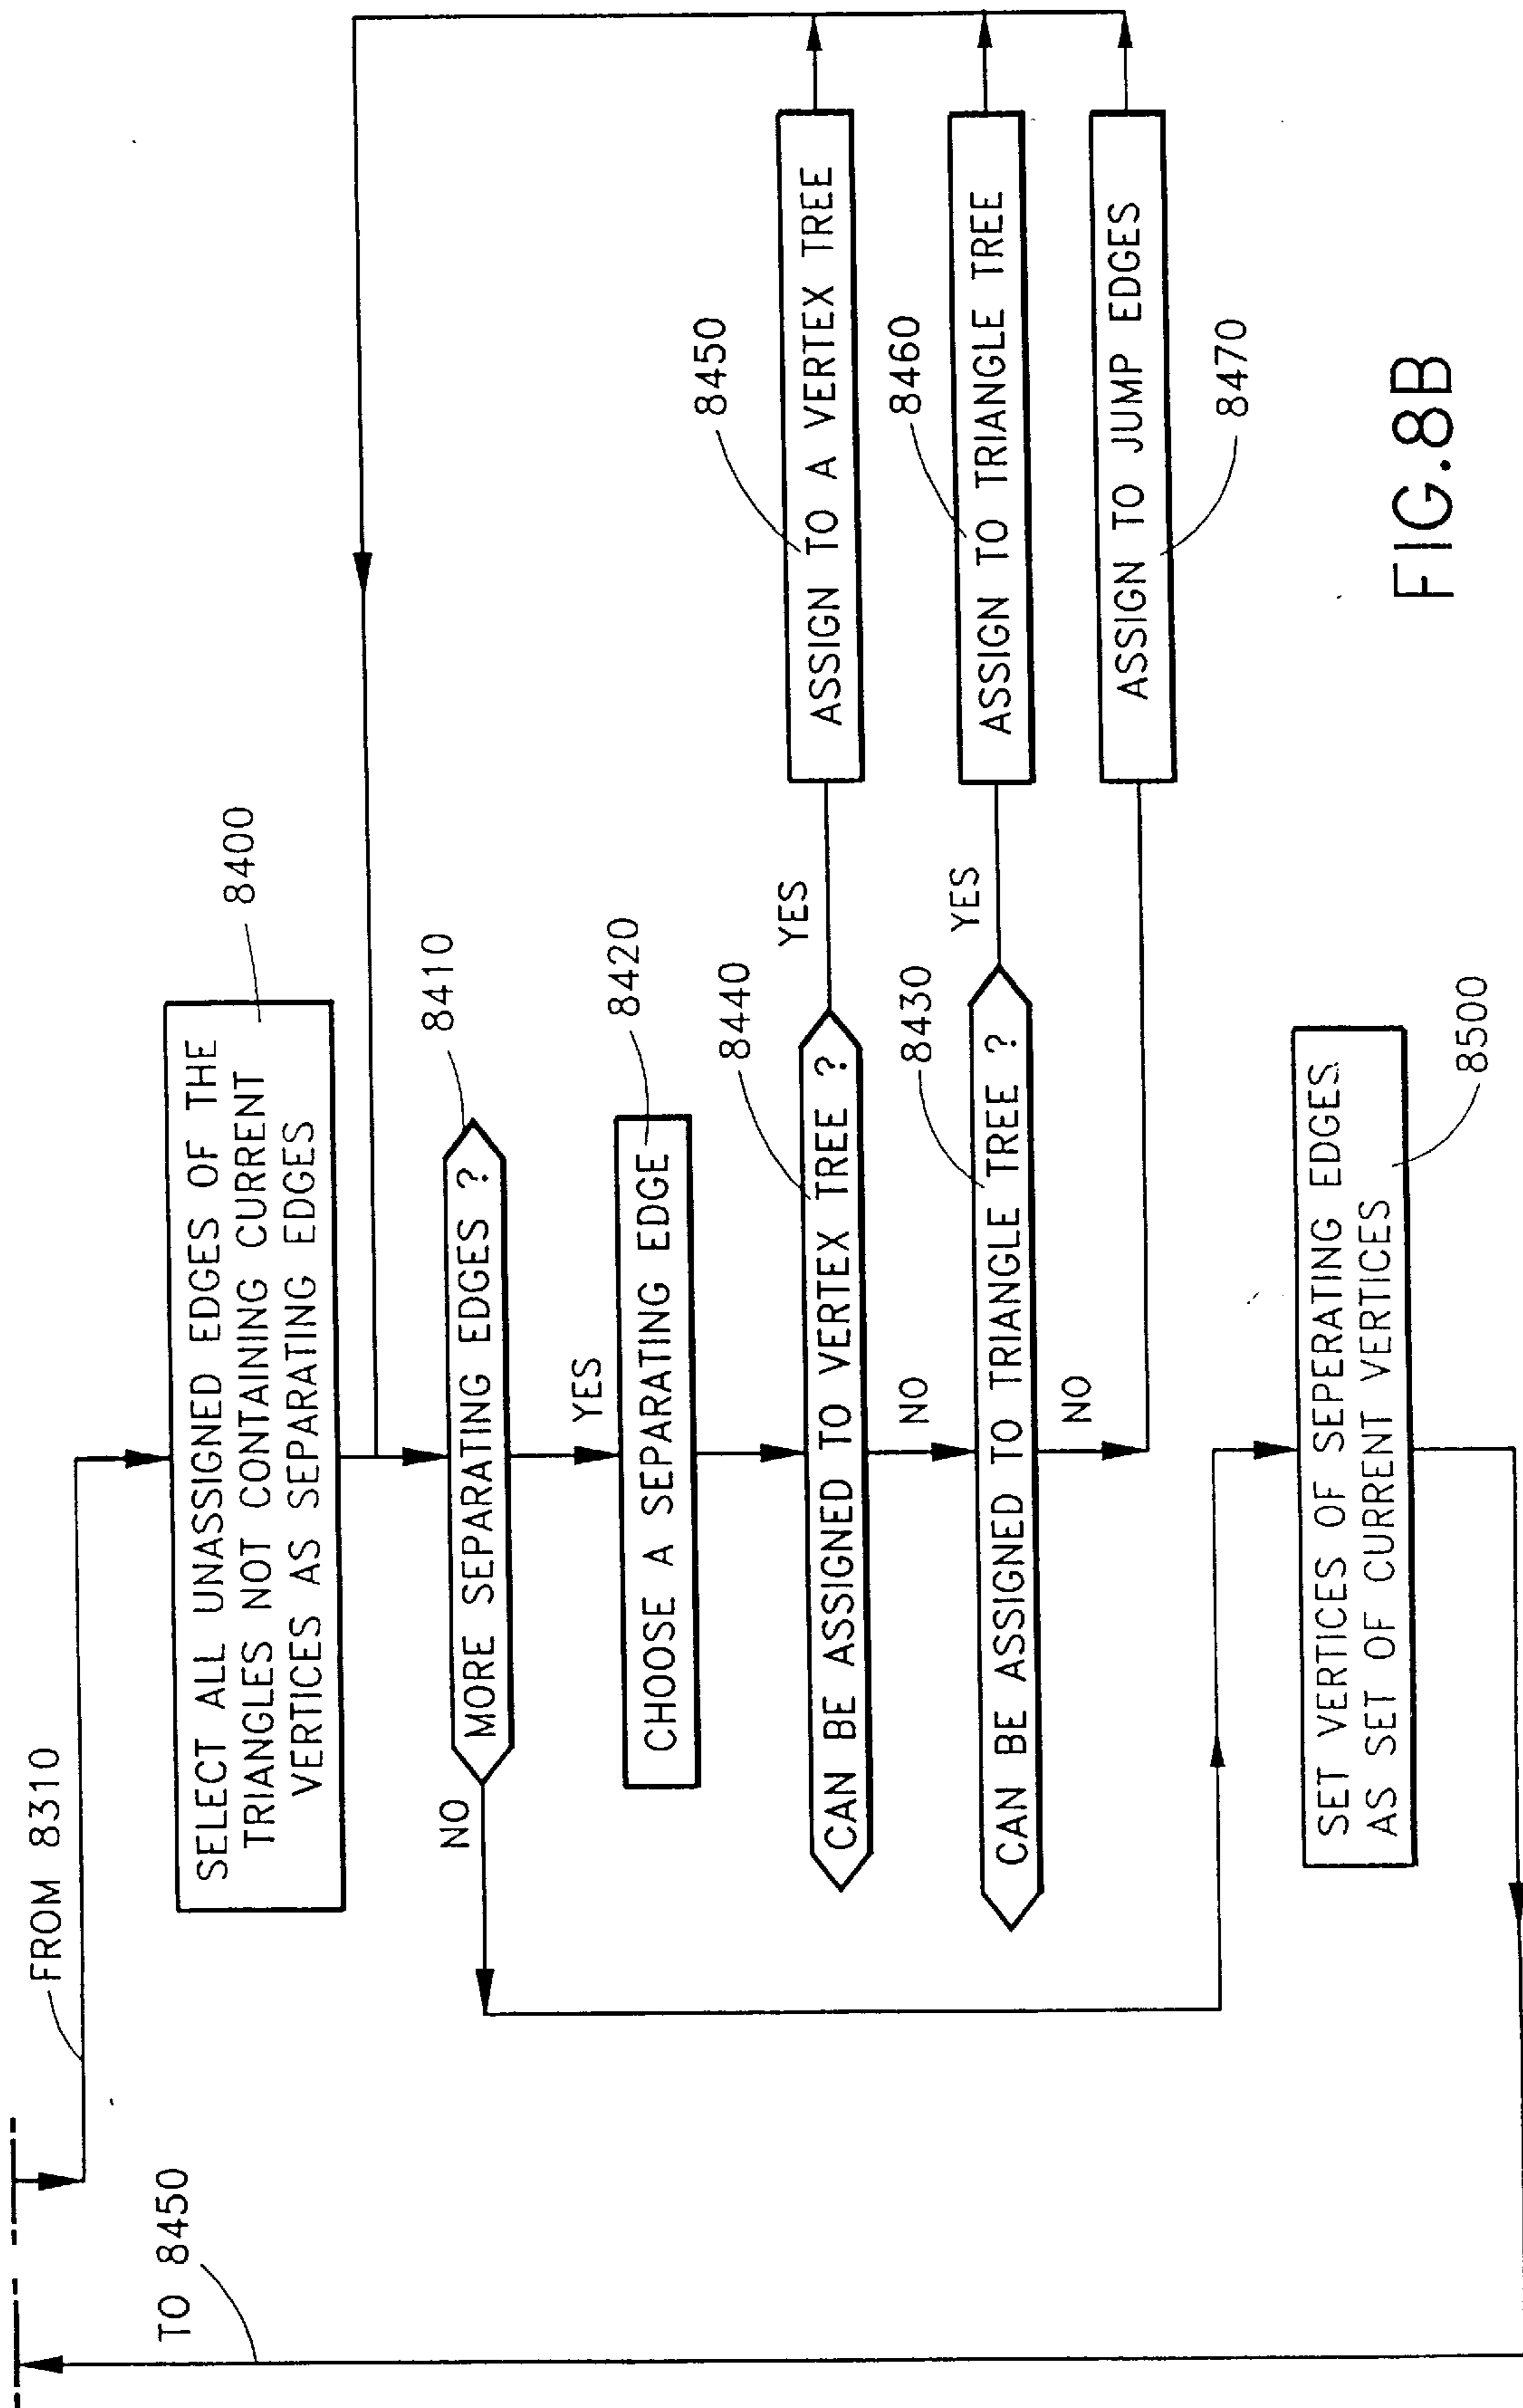 FROM 8310
TO 8450
SELECT ALL UNASSIGNED EDGES OF THE
TRIANGLES NOT CONTAINING CURRENT
VERTICES AS SEPARATING EDGES
8400
MORE SEPARATING EDGES ?
8410
NO
YES
CHOOSE A SEPARATING EDGE
8420
CAN BE ASSIGNED TO VERTEX TREE ?
8440
YES
ASSIGN TO A VERTEX TREE
8450
NO
CAN BE ASSIGNED TO TRIANGLE TREE ?
8430
YES
ASSIGN TO TRIANGLE TREE
8460
NO
ASSIGN TO JUMP EDGES
8470
SET VERTICES OF SEPERATING EDGES
AS SET OF CURRENT VERTICES
8500
FIG.8B